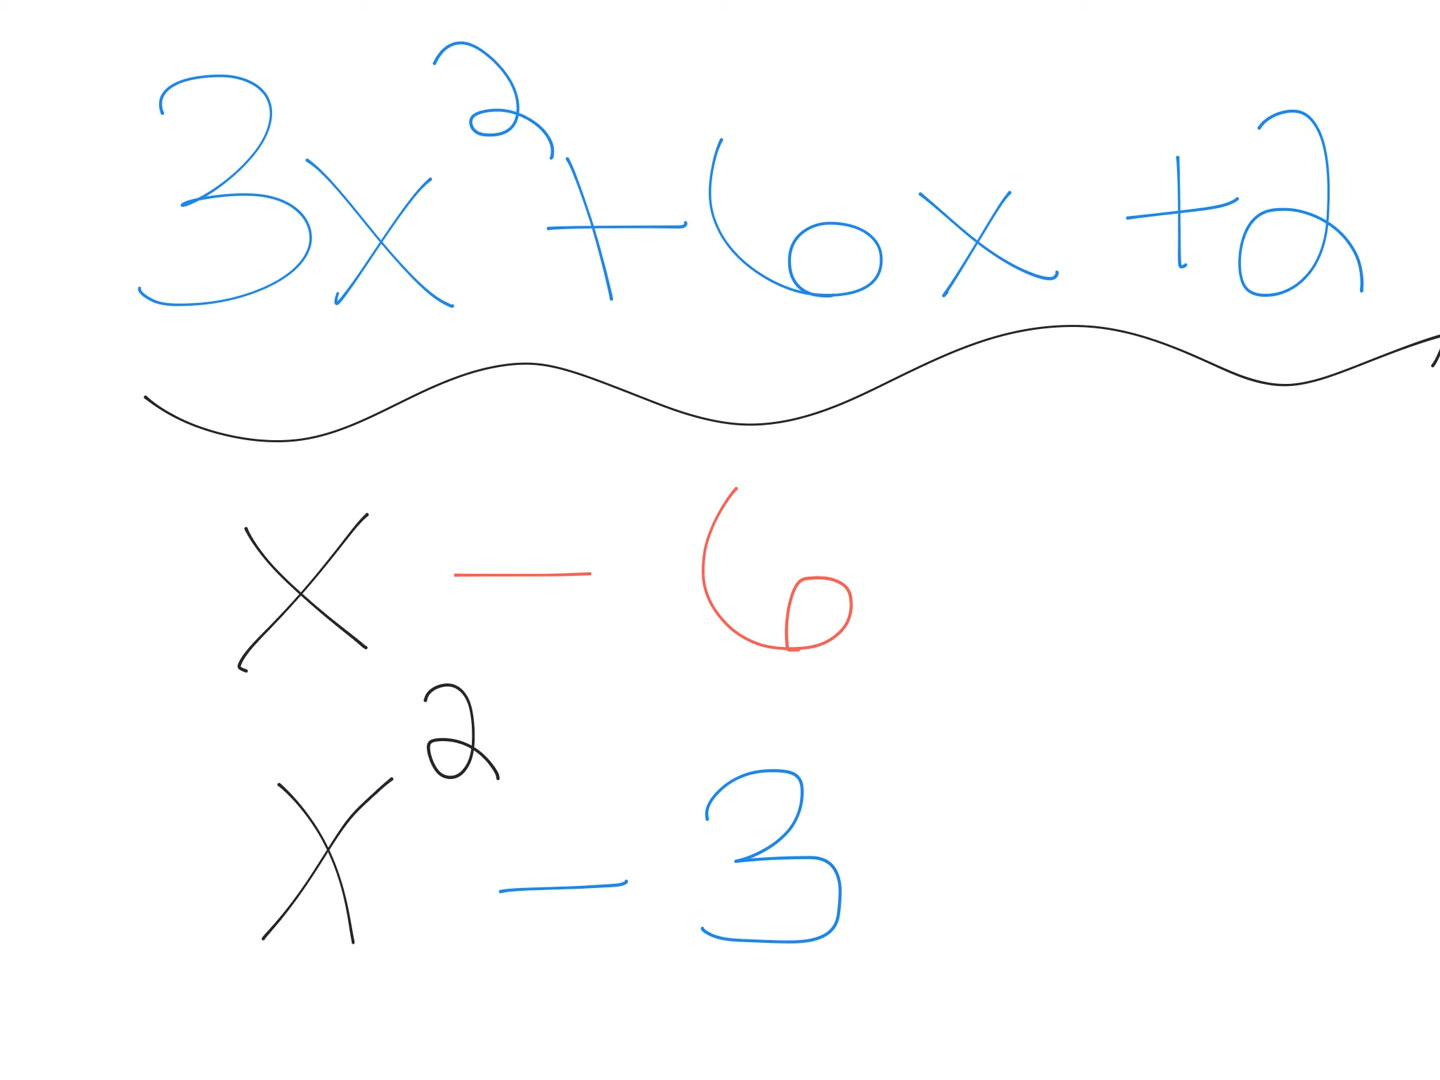 3x²+6x+2
x — 6
x² — 3